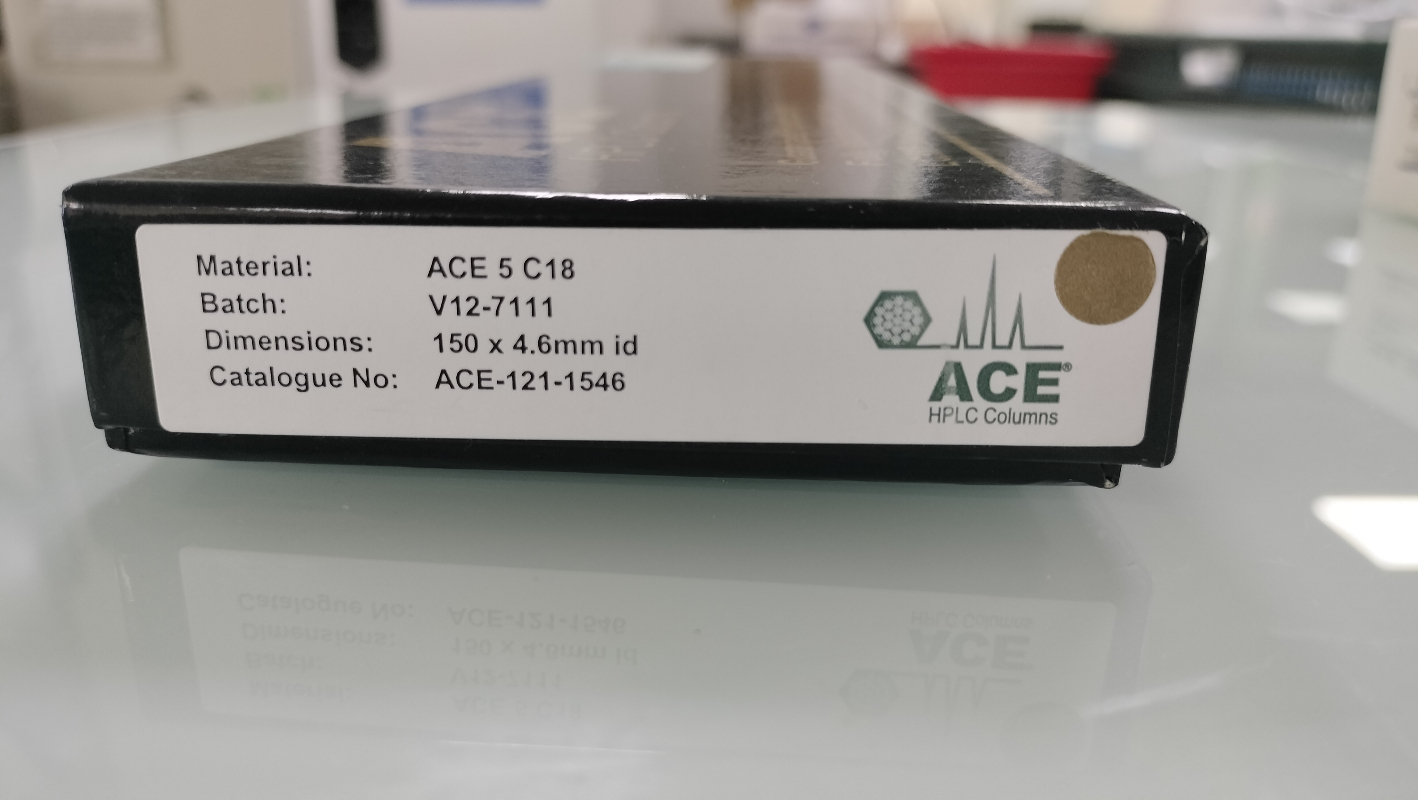 Material: ACE 5 C18
Batch: V12-7111
Dimensions: 150 x 4.6mm id
Catalogue No: ACE-121-1546
ACE®
HPLC Columns